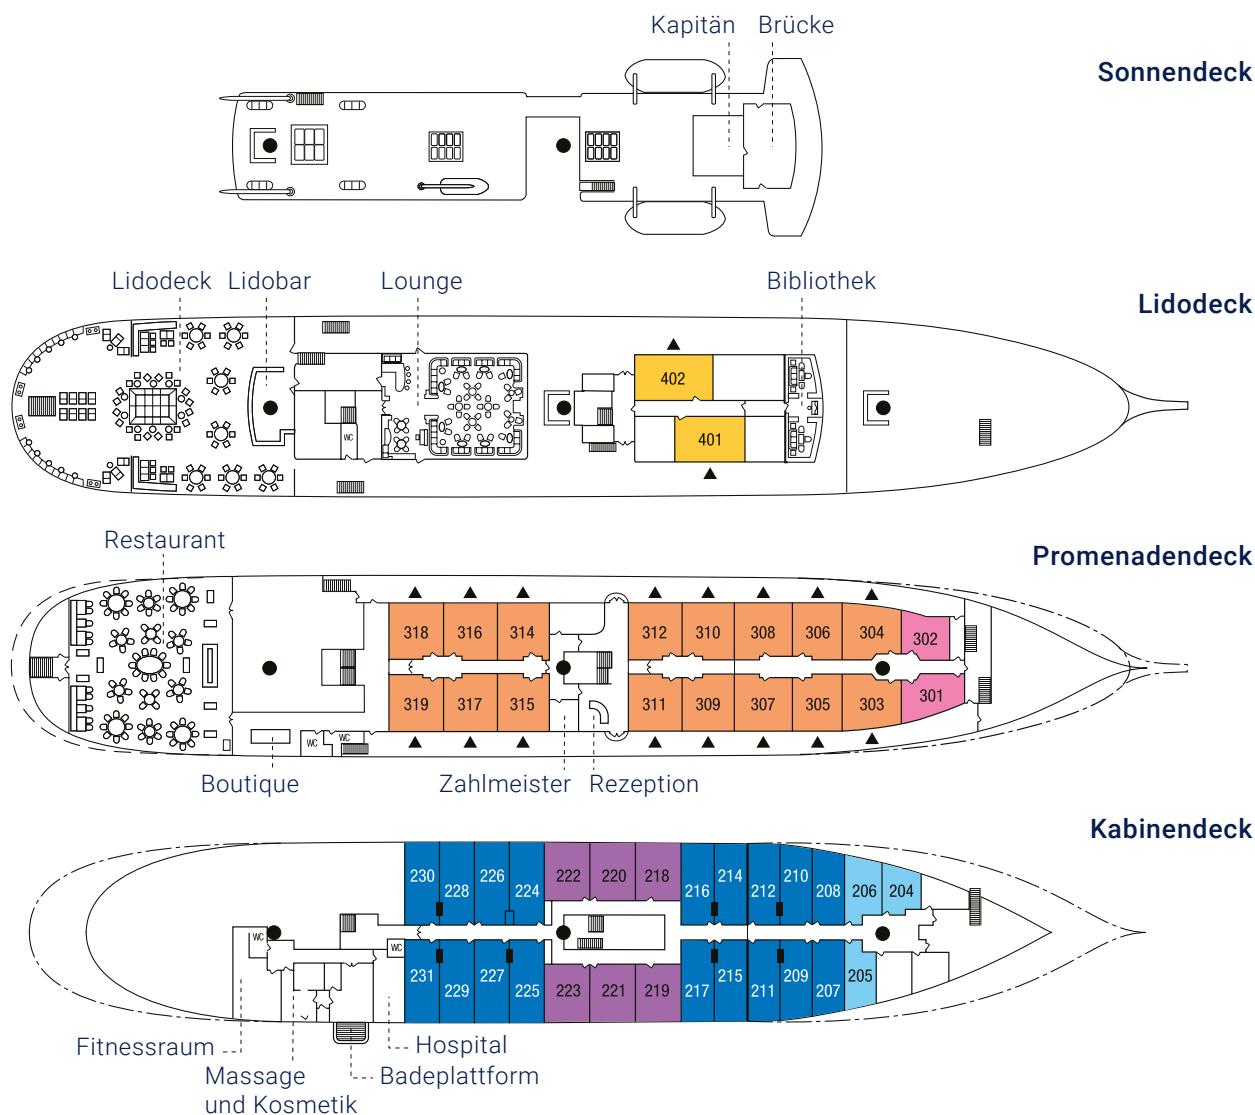 Kapitän Brücke
Sonnendeck
Lidodeck Lidobar Lounge Bibliothek
Lidodeck
402
WC
401
Restaurant
Promenadendeck
318 316 314 312 310 308 306 304 302
319 317 315 311 309 307 305 303 301
WC WC
Boutique Zahlmeister Rezeption
Kabinendeck
230 228 226 224 222 220 218 216 214 212 210 208 206 204
WC WC
231 229 227 225 223 221 219 217 215 211 209 207 205
Fitnessraum Hospital
Massage Badeplattform
und Kosmetik